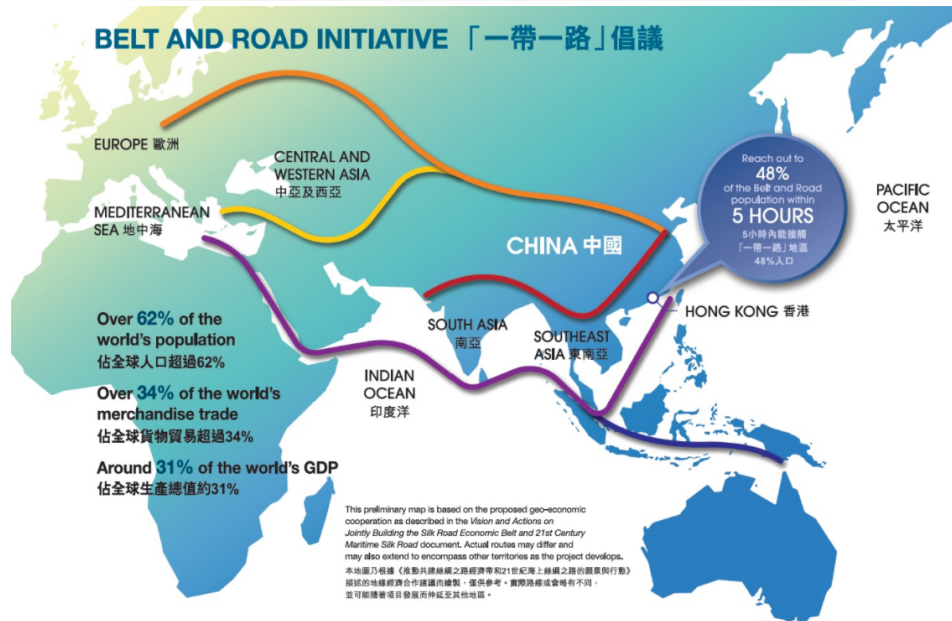 BELT AND ROAD INITIATIVE 「一帶一路」倡議
EUROPE 歐洲
CENTRAL AND
WESTERN ASIA
中亞及西亞
MEDITERRANEAN
SEA 地中海
CHINA 中國
Reach out to
48%
of the Belt and Road
population within
5 HOURS
5小時內能接觸
「一帶一路」地區
48%人口
PACIFIC
OCEAN
太平洋
HONG KONG 香港
SOUTH ASIA
南亞
SOUTHEAST
ASIA 東南亞
INDIAN
OCEAN
印度洋
Over 62% of the
world's population
佔全球人口超過62%
Over 34% of the world's
merchandise trade
佔全球貨物貿易超過34%
Around 31% of the world's GDP
佔全球生產總值約31%
This preliminary map is based on the proposed geo-economic
cooperation as described in the Vision and Actions on
Jointly Building the Silk Road Economic Belt and 21st Century
Maritime Silk Road document. Actual routes may differ and
may also extend to encompass other territories as the project develops.
本地圖乃根據《推動共建絲綢之路經濟帶和21世紀海上絲綢之路的願景與行動》
描述的地緣經濟合作建議而繪製，僅供參考。實際路線或會略有不同，
並可能隨著項目發展而伸延至其他地區。